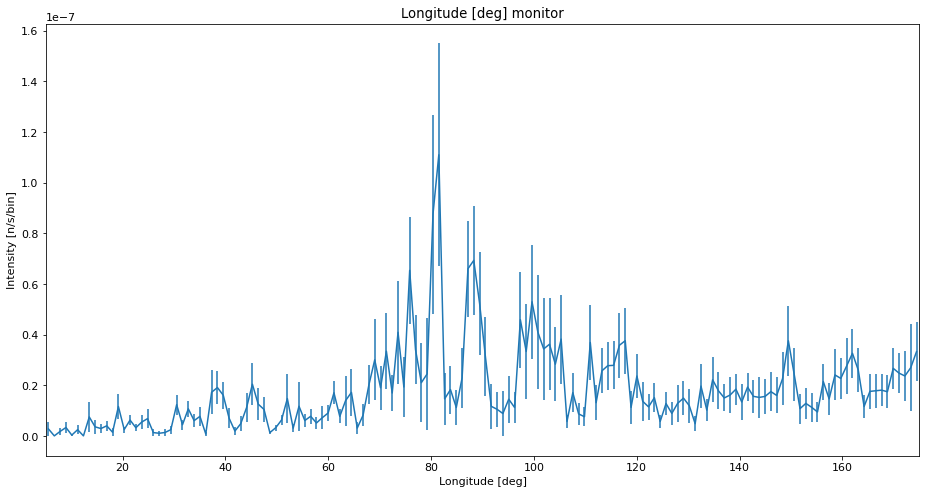 Longitude [deg] monitor
1e−7
1.6
1.4
1.2
1.0
0.8
0.6
0.4
0.2
0.0
Intensity [n/s/bin]
20 40 60 80 100 120 140 160
Longitude [deg]